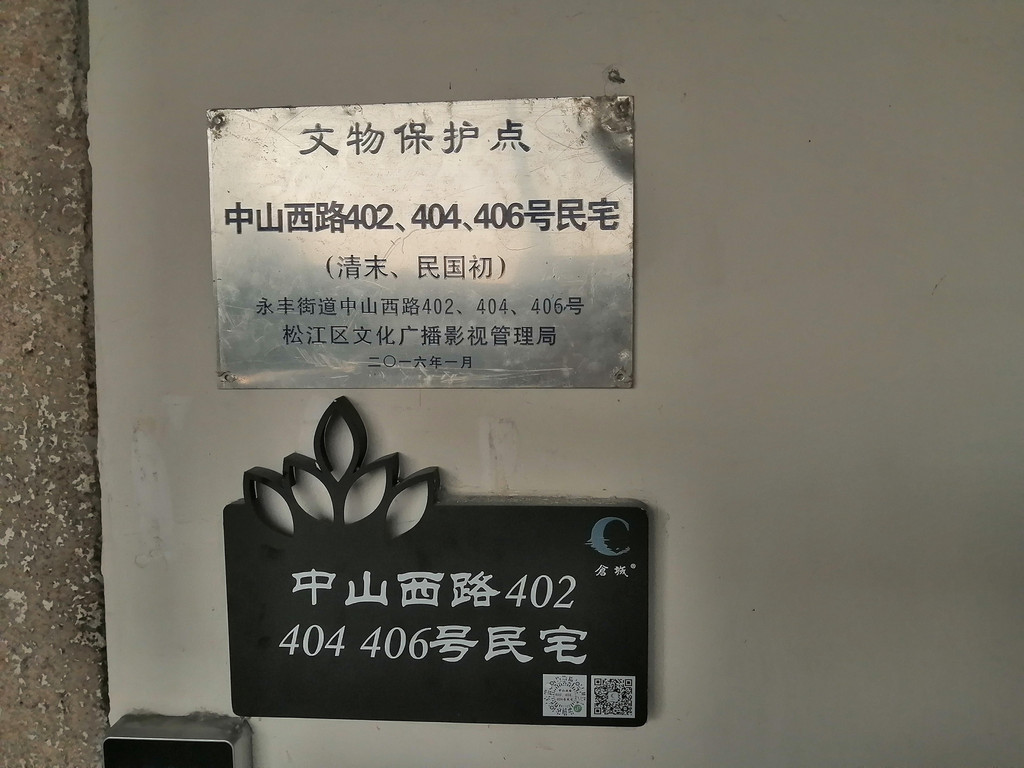 文物保护点
中山西路402、404、406号民宅
（清末、民国初）
永丰街道中山西路402、404、406号
松江区文化广播影视管理局
二〇一六年一月
倉城®
中山西路402
404 406号民宅